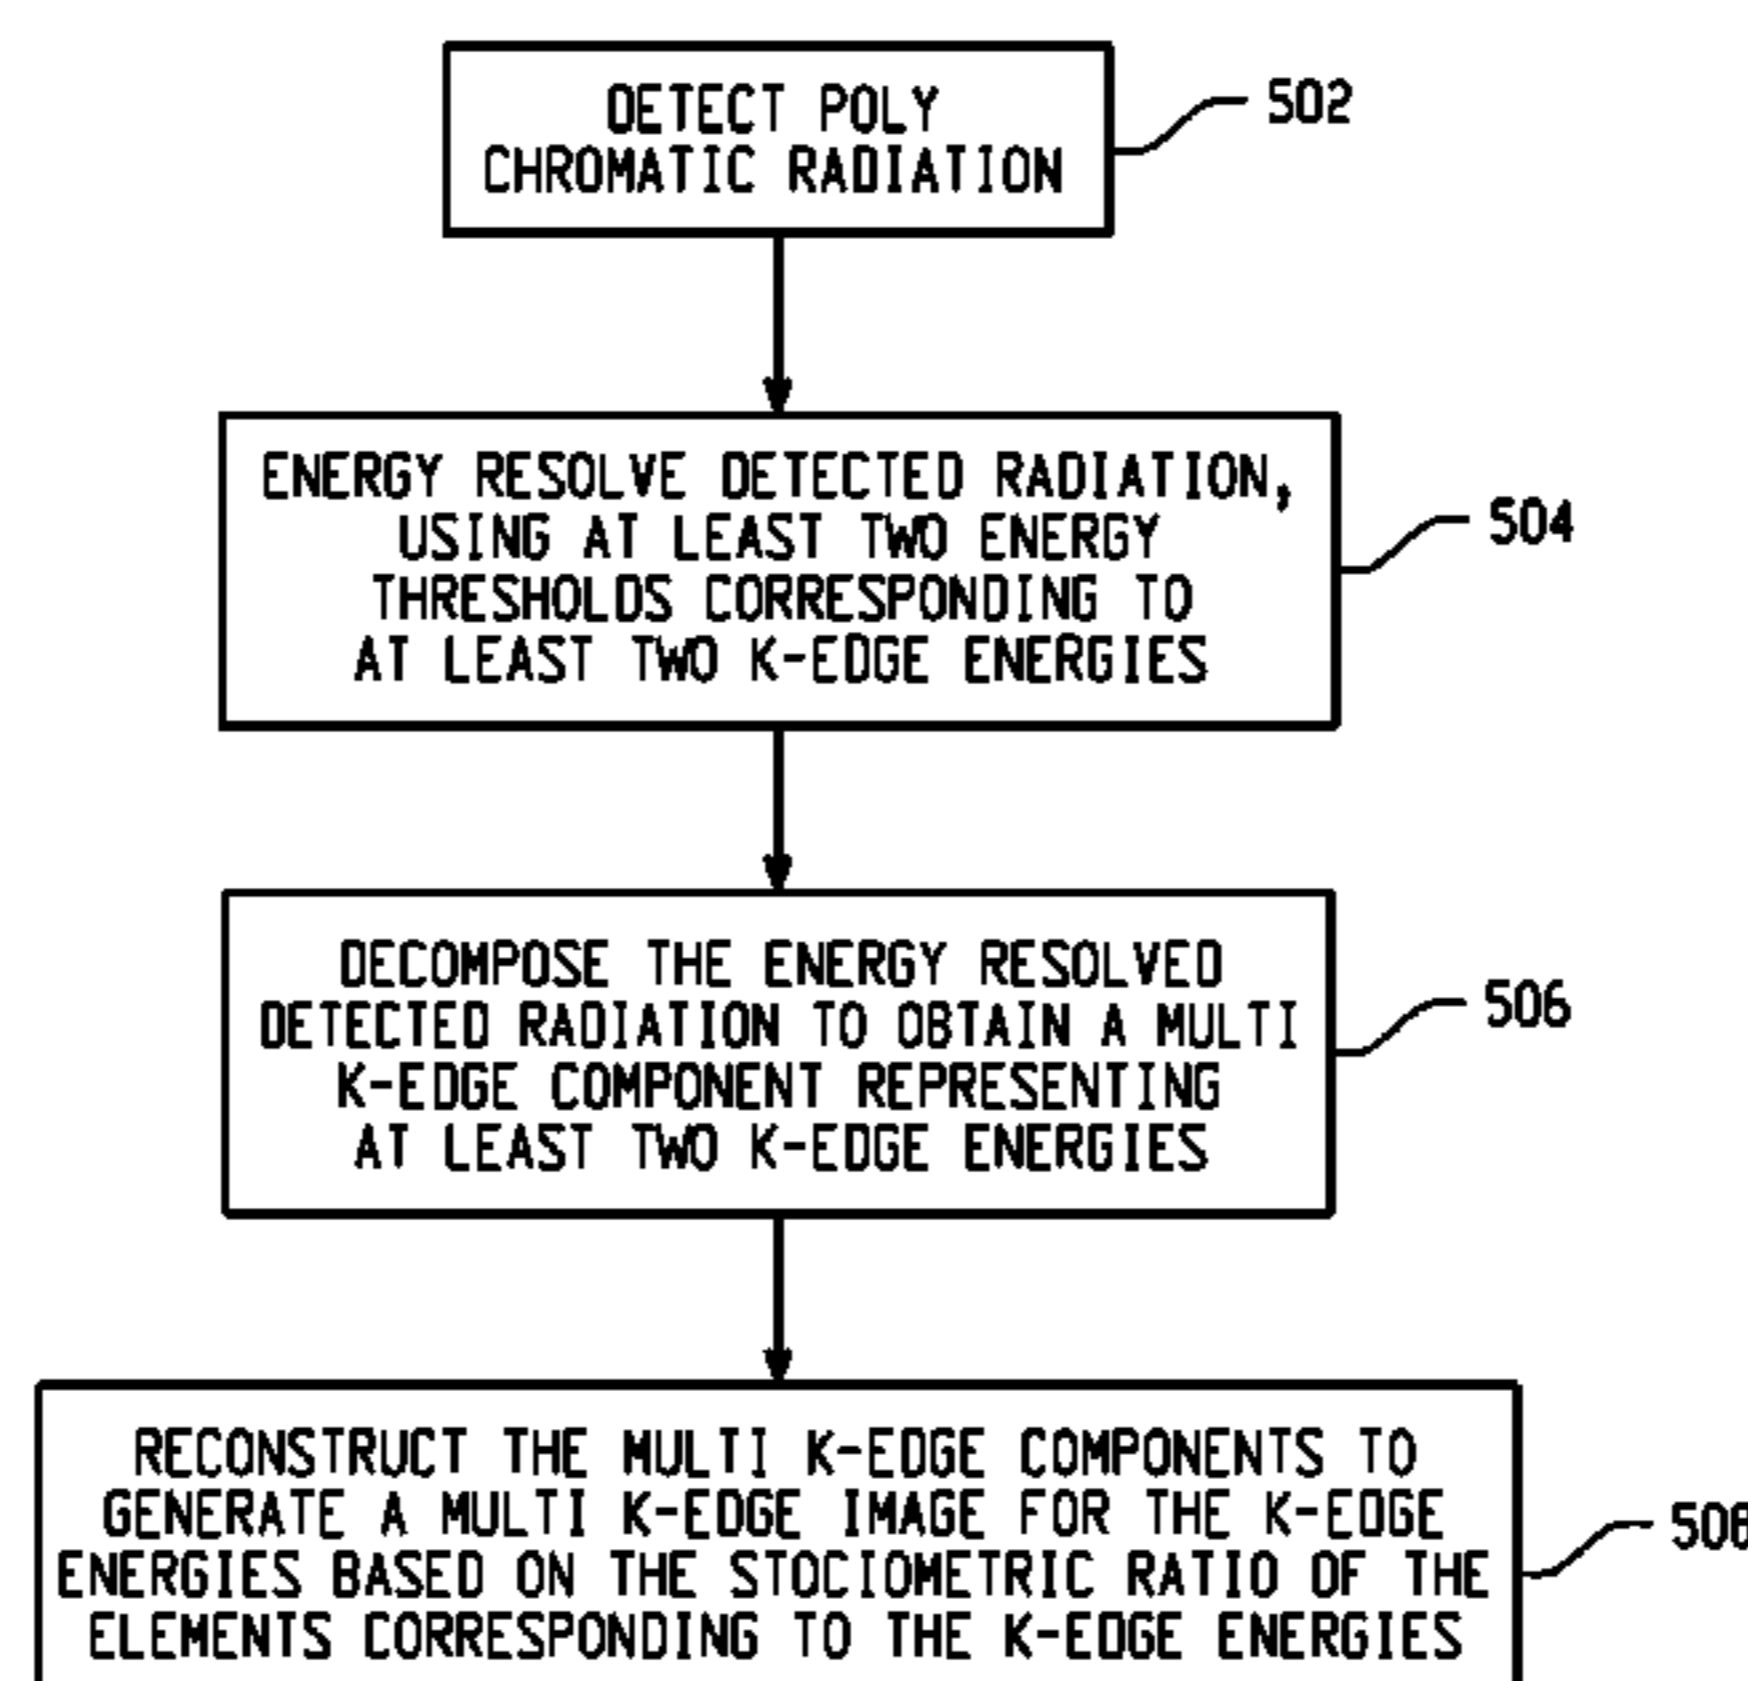 DETECT POLY
CHROMATIC RADIATION
502
ENERGY RESOLVE DETECTED RADIATION,
USING AT LEAST TWO ENERGY
THRESHOLDS CORRESPONDING TO
AT LEAST TWO K-EDGE ENERGIES
504
DECOMPOSE THE ENERGY RESOLVED
DETECTED RADIATION TO OBTAIN A MULTI
K-EDGE COMPONENT REPRESENTING
AT LEAST TWO K-EDGE ENERGIES
506
RECONSTRUCT THE MULTI K-EDGE COMPONENTS TO
GENERATE A MULTI K-EDGE IMAGE FOR THE K-EDGE
ENERGIES BASED ON THE STOCIOMETRIC RATIO OF THE
ELEMENTS CORRESPONDING TO THE K-EDGE ENERGIES
508